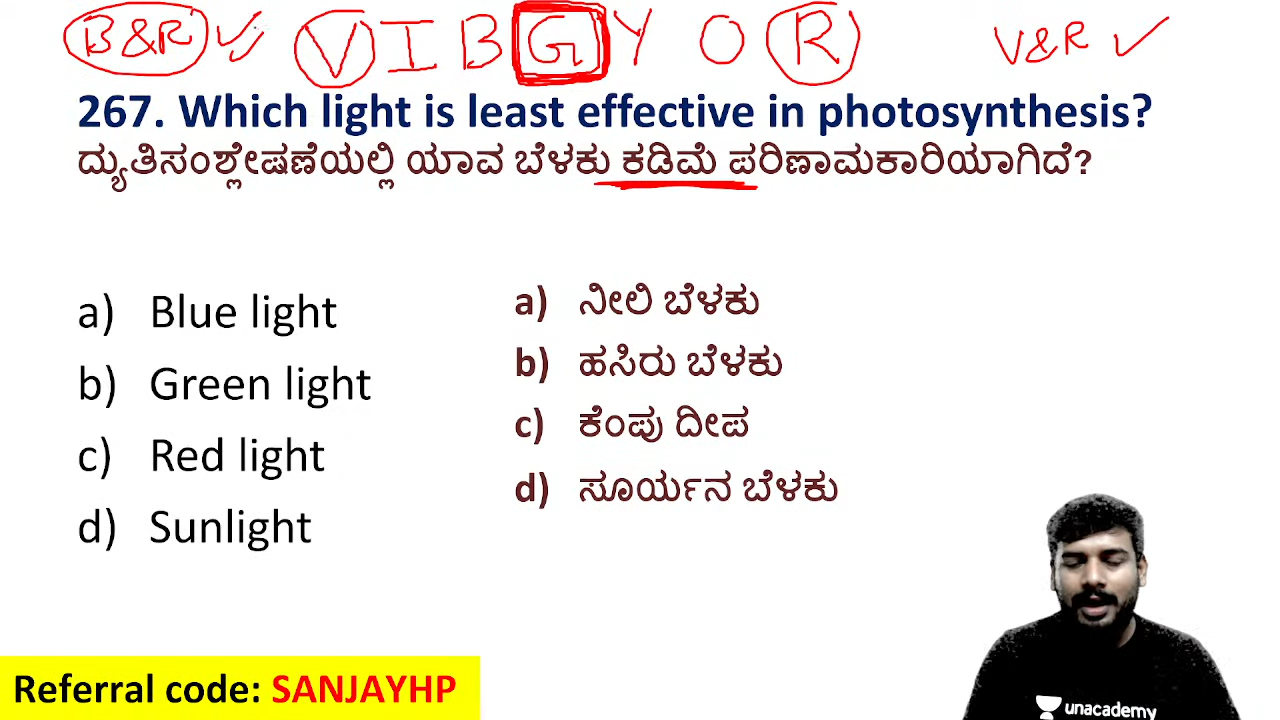 B&R V I B G Y O R V&R
267. Which light is least effective in photosynthesis?
ದ್ಯುತಿಸಂಶ್ಲೇಷಣೆಯಲ್ಲಿ ಯಾವ ಬೆಳಕು ಕಡಿಮೆ ಪರಿಣಾಮಕಾರಿಯಾಗಿದೆ?
a) Blue light
b) Green light
c) Red light
d) Sunlight
a) ನೀಲಿ ಬೆಳಕು
b) ಹಸಿರು ಬೆಳಕು
c) ಕೆಂಪು ದೀಪ
d) ಸೂರ್ಯನ ಬೆಳಕು
Referral code: SANJAYHP
unacademy